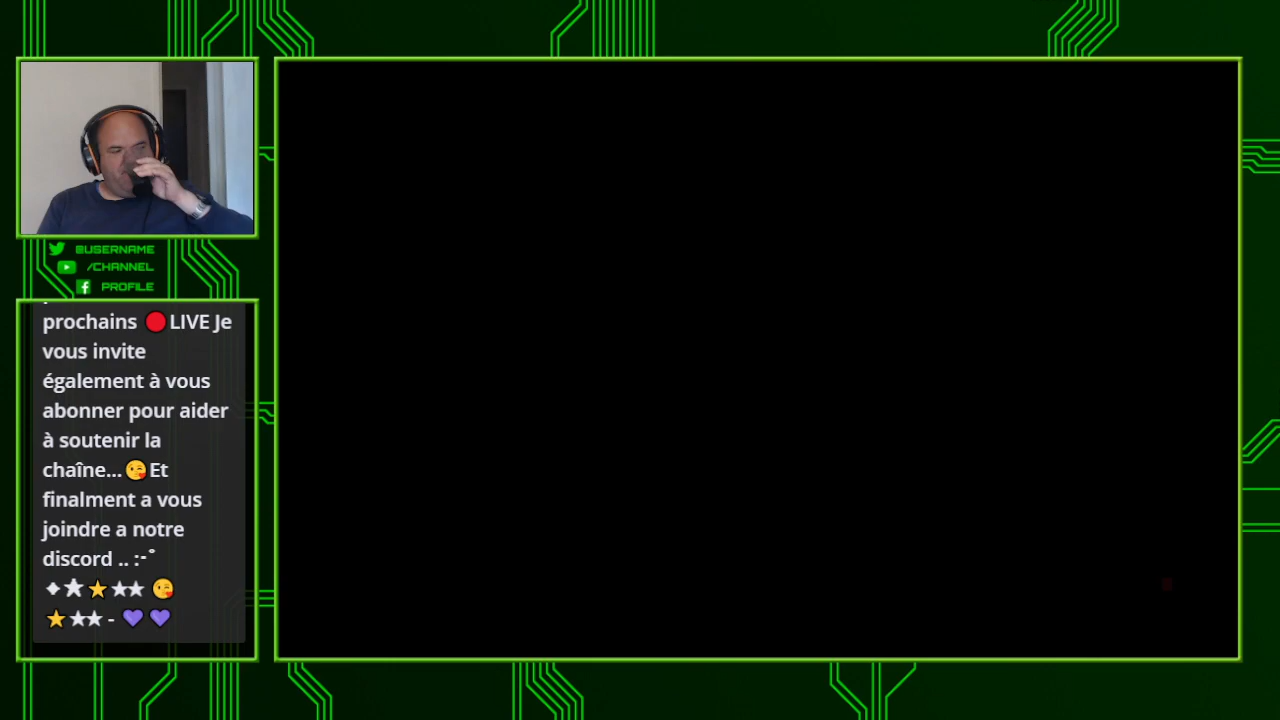 @USERNAME
/CHANNEL
PROFILE
prochains 🔴LIVE Je
vous invite
également à vous
abonner pour aider
à soutenir la
chaîne...😘Et
finalment a vous
joindre a notre
discord .. :-˚
✦★⭐★★ 😘
⭐★★ - 💜 💜